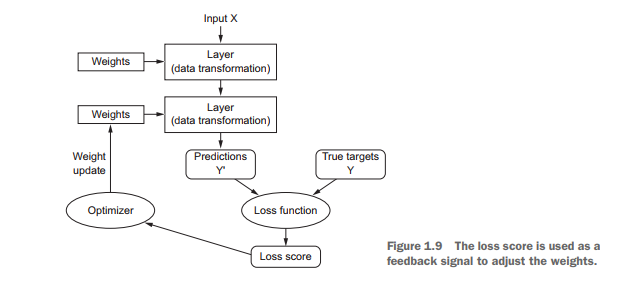 Input X
Layer
(data transformation)
Weights
Layer
(data transformation)
Weights
Weight
update
Predictions
Y'
True targets
Y
Optimizer
Loss function
Loss score
Figure 1.9 The loss score is used as a
feedback signal to adjust the weights.